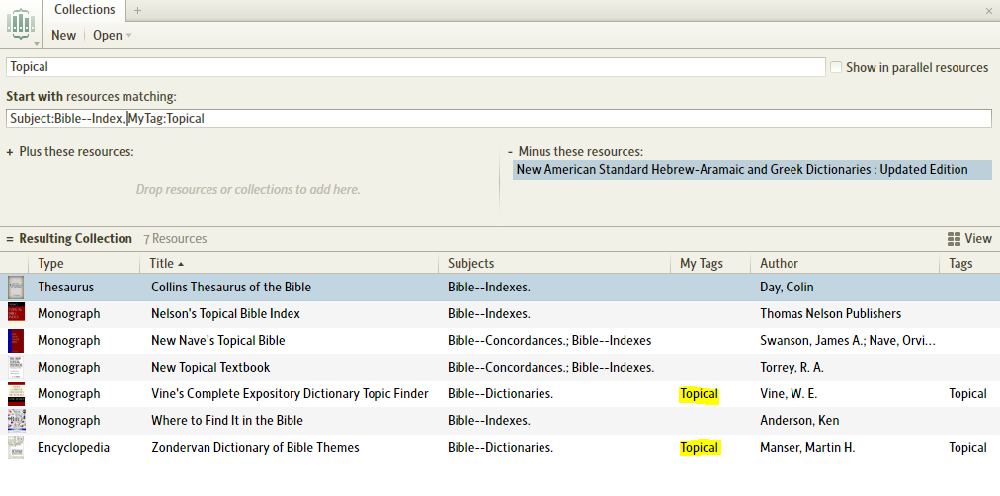 Collections
New Open
Topical Show in parallel resources
Start with resources matching:
Subject:Bible--Index, MyTag:Topical
+ Plus these resources: - Minus these resources:
New American Standard Hebrew-Aramaic and Greek Dictionaries : Updated Edition
Drop resources or collections to add here.
= Resulting Collection 7 Resources View
Type Title Subjects My Tags Author Tags
Thesaurus Collins Thesaurus of the Bible Bible--Indexes. Day, Colin
Monograph Nelson's Topical Bible Index Bible--Indexes. Thomas Nelson Publishers
Monograph New Nave's Topical Bible Bible--Concordances.; Bible--Indexes Swanson, James A.; Nave, Orvi...
Monograph New Topical Textbook Bible--Concordances.; Bible--Indexes. Torrey, R. A.
Monograph Vine's Complete Expository Dictionary Topic Finder Bible--Dictionaries. Topical Vine, W. E. Topical
Monograph Where to Find It in the Bible Bible--Indexes. Anderson, Ken
Encyclopedia Zondervan Dictionary of Bible Themes Bible--Dictionaries. Topical Manser, Martin H. Topical